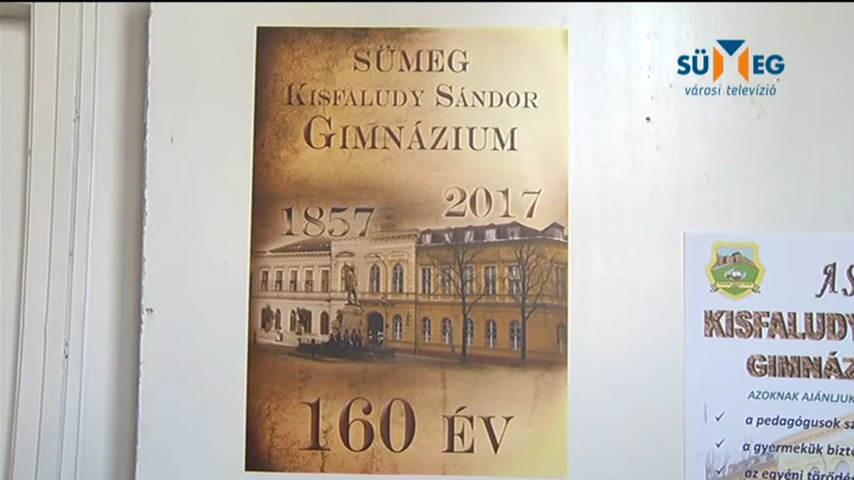 SÜMEG
KISFALUDY SÁNDOR
GIMNÁZIUM
1857 2017
160 ÉV
SÜMEG
városi televízió
KISFALUDY
AZOKNAK AJÁNLJUK
✓ a pedagógusok
✓ a gyermekük
✓ az egyéni